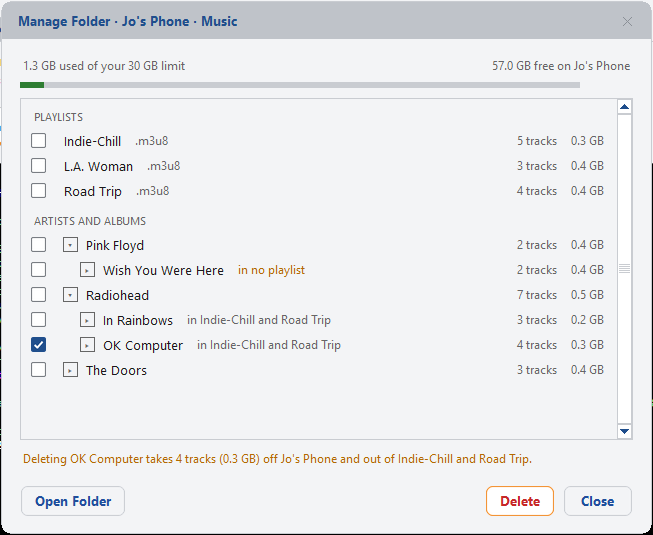 Manage Folder · Jo's Phone · Music
1.3 GB used of your 30 GB limit 57.0 GB free on Jo's Phone
PLAYLISTS
Indie-Chill .m3u8 5 tracks 0.3 GB
L.A. Woman .m3u8 3 tracks 0.4 GB
Road Trip .m3u8 4 tracks 0.4 GB
ARTISTS AND ALBUMS
Pink Floyd 2 tracks 0.4 GB
Wish You Were Here in no playlist 2 tracks 0.4 GB
Radiohead 7 tracks 0.5 GB
In Rainbows in Indie-Chill and Road Trip 3 tracks 0.2 GB
OK Computer in Indie-Chill and Road Trip 4 tracks 0.3 GB
The Doors 3 tracks 0.4 GB
Deleting OK Computer takes 4 tracks (0.3 GB) off Jo's Phone and out of Indie-Chill and Road Trip.
Open Folder Delete Close